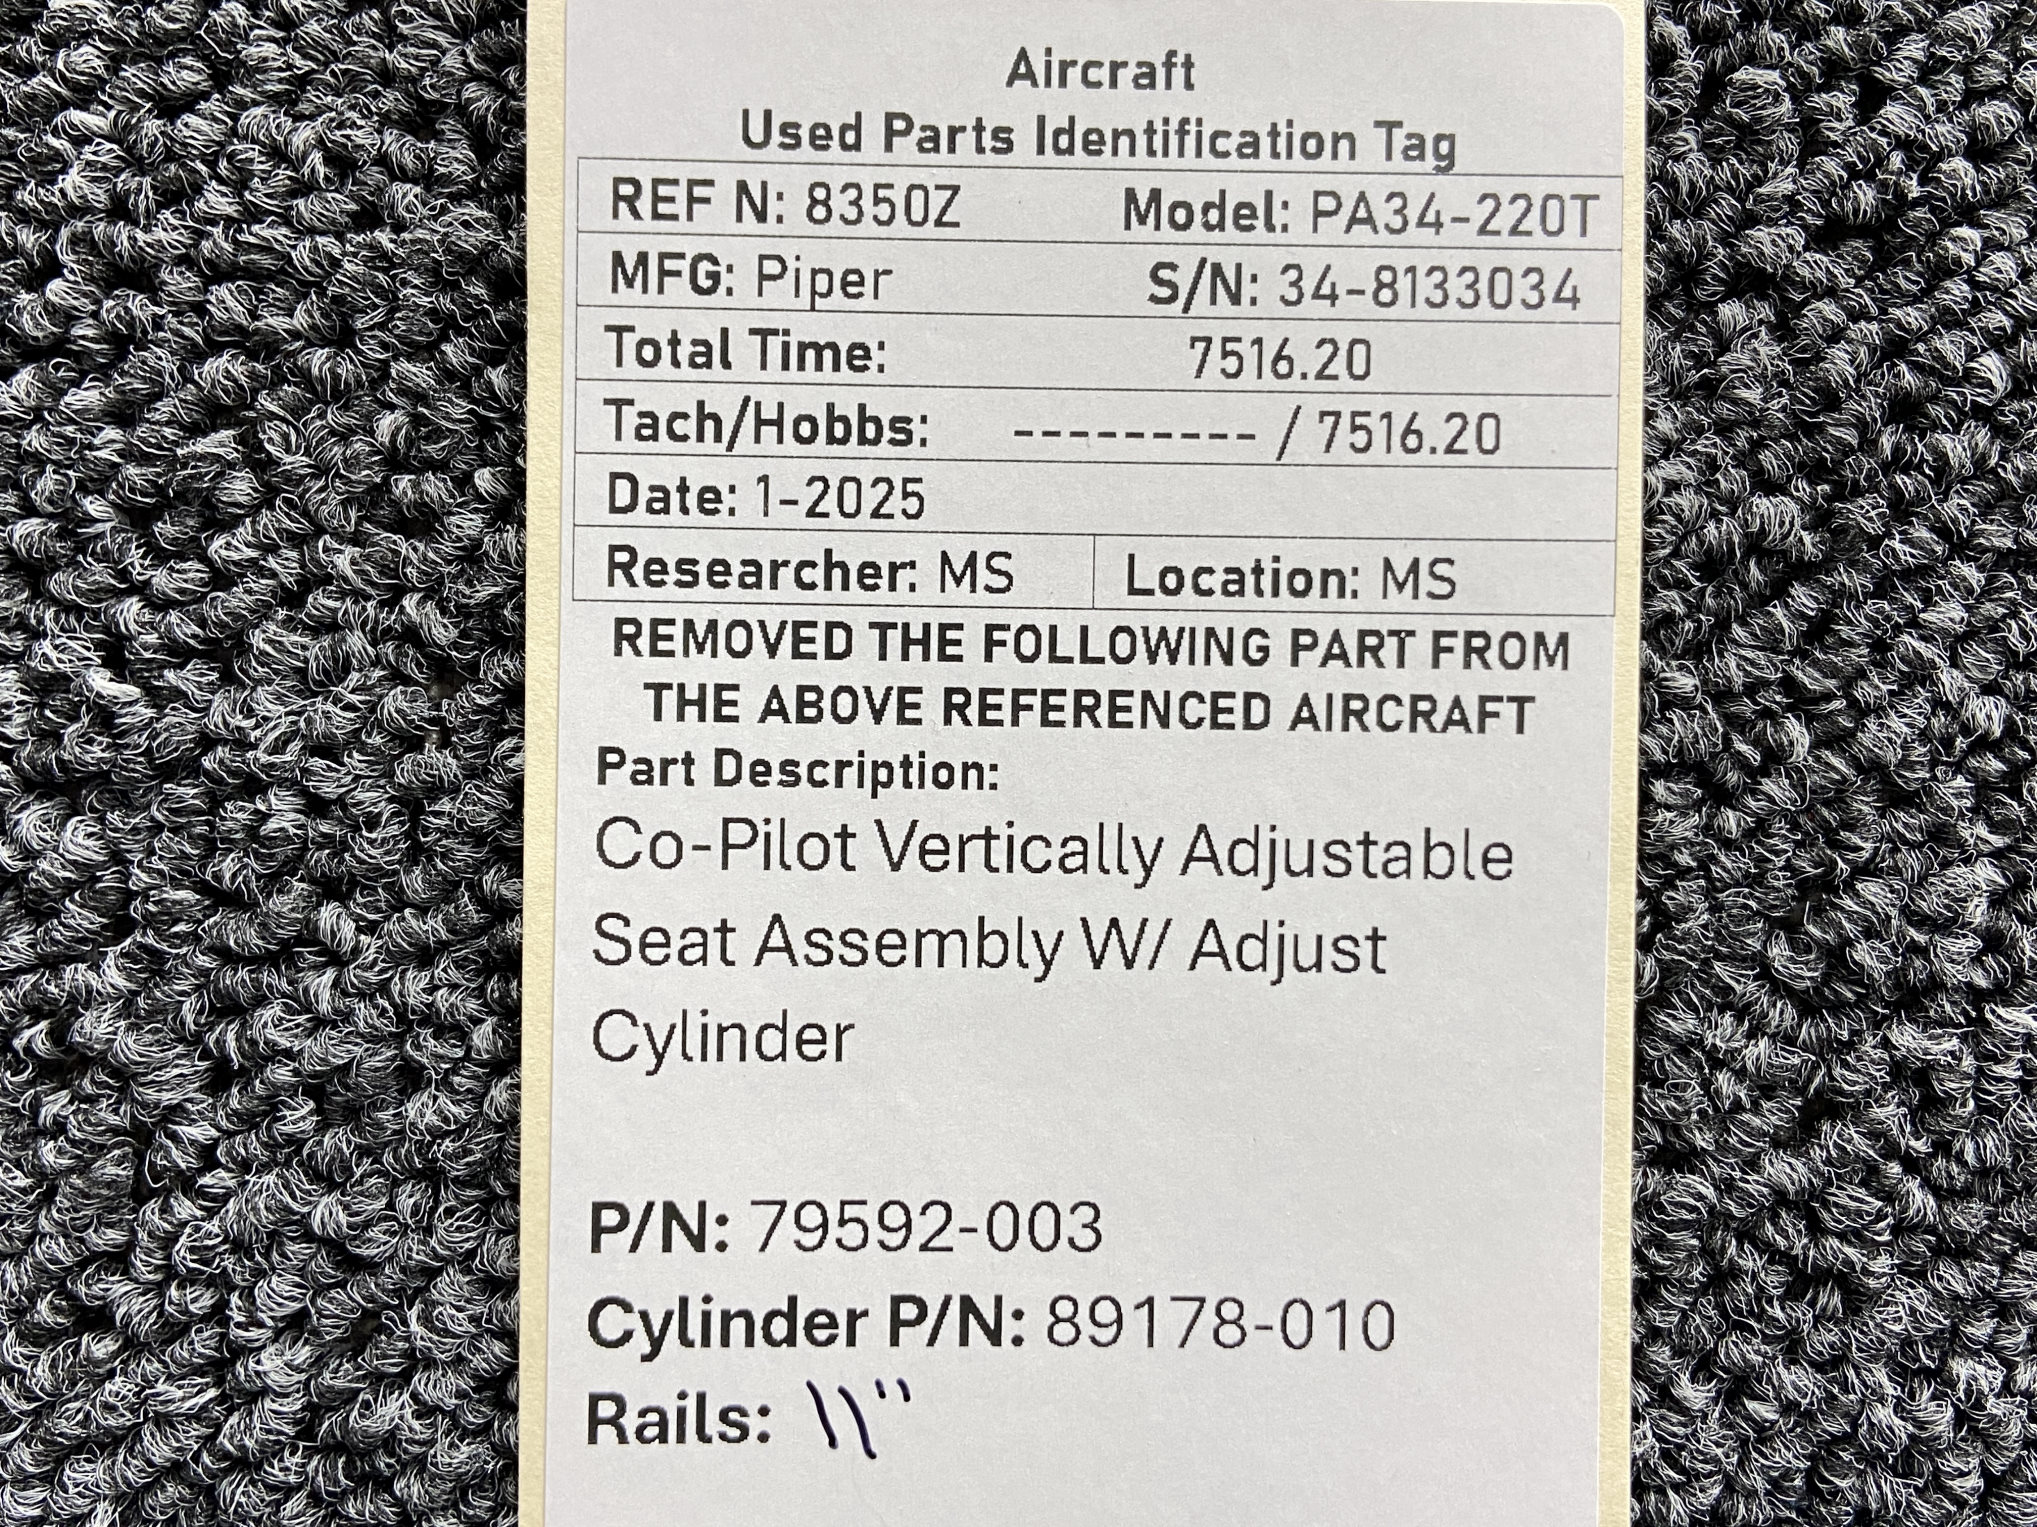 Aircraft
Used Parts Identification Tag
REF N: 8350Z Model: PA34-220T
MFG: Piper S/N: 34-8133034
Total Time: 7516.20
Tach/Hobbs: --------- / 7516.20
Date: 1-2025
Researcher: MS Location: MS
REMOVED THE FOLLOWING PART FROM
THE ABOVE REFERENCED AIRCRAFT
Part Description:
Co-Pilot Vertically Adjustable
Seat Assembly W/ Adjust
Cylinder
P/N: 79592-003
Cylinder P/N: 89178-010
Rails: 11"